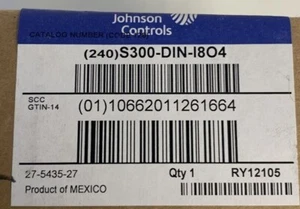 Johnson
Controls
CATALOG NUMBER
(240)S300-DIN-I8O4
SCC
GTIN-14
(01)10662011261664
27-5435-27
Qty 1
RY12105
Product of MEXICO